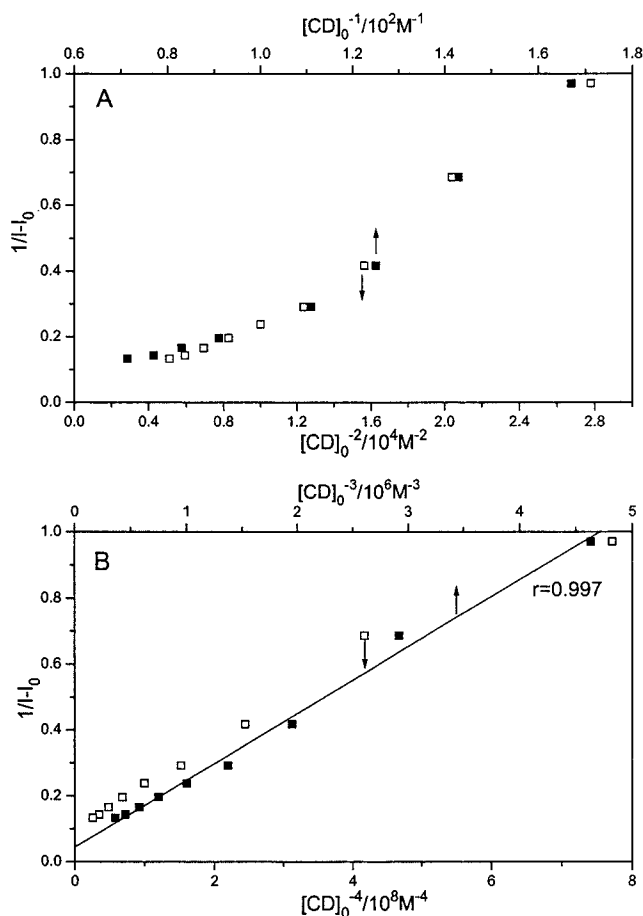 [CD]₀⁻¹/10²M⁻¹
0.6 0.8 1.0 1.2 1.4 1.6 1.8
A
1.0
0.8
0.6
0.4
0.2
0.0
1/I-I₀
0.0 0.4 0.8 1.2 1.6 2.0 2.4 2.8
[CD]₀⁻²/10⁴M⁻²
[CD]₀⁻³/10⁶M⁻³
0 1 2 3 4 5
B
r=0.997
1.0
0.8
0.6
0.4
0.2
0.0
1/I-I₀
0 2 4 6 8
[CD]₀⁻⁴/10⁸M⁻⁴